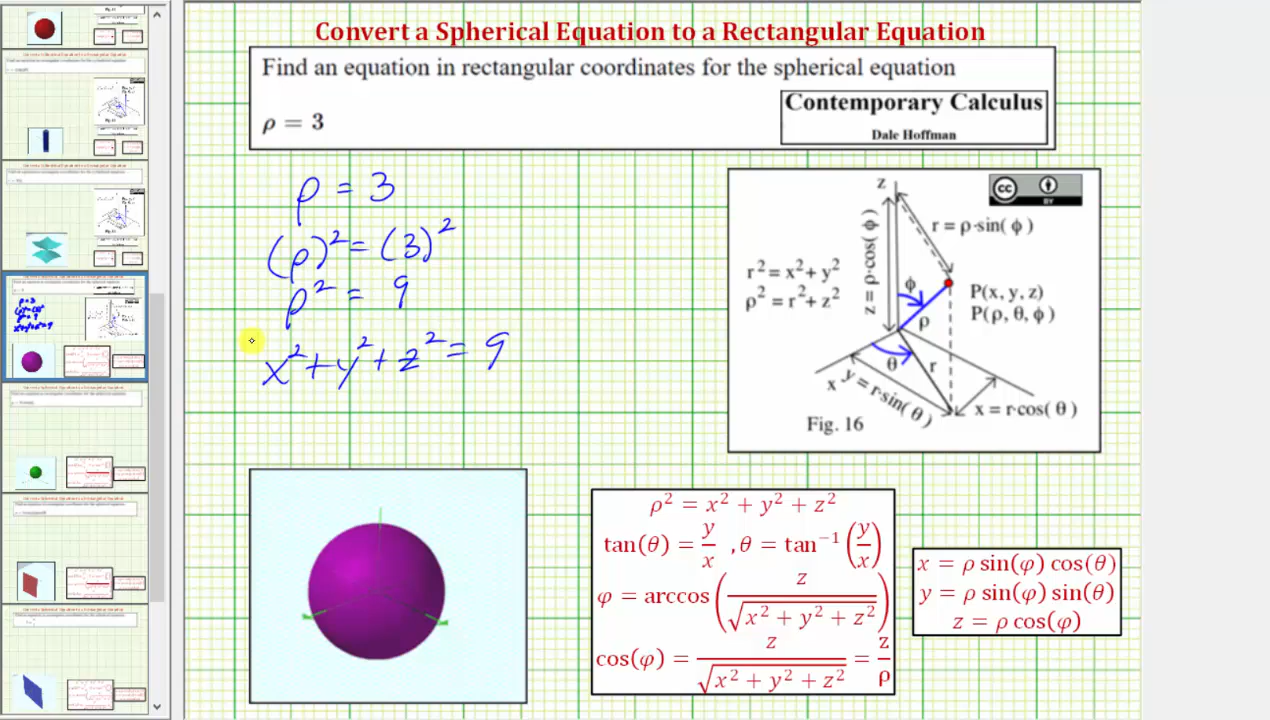 Convert a Spherical Equation to a Rectangular Equation
Find an equation in rectangular coordinates for the spherical equation
ρ = 3
Contemporary Calculus
Dale Hoffman
ρ = 3
(ρ)² = (3)²
ρ² = 9
x² + y² + z² = 9
z
CC BY
r = ρ·sin( ϕ )
z = ρ·cos( ϕ )
r² = x² + y²
ρ² = r² + z²
ϕ
P(x, y, z)
P(ρ, θ, ϕ)
ρ
θ
r
x
y = r·sin( θ )
x = r·cos( θ )
Fig. 16
ρ² = x² + y² + z²
tan(θ) = y/x , θ = tan⁻¹(y/x)
φ = arccos(z/√(x² + y² + z²))
cos(φ) = z/√(x² + y² + z²) = z/ρ
x = ρ sin(φ) cos(θ)
y = ρ sin(φ) sin(θ)
z = ρ cos(φ)